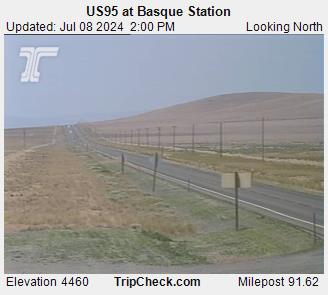 US95 at Basque Station
Updated: Jul 08 2024 2:00 PM Looking North
Elevation 4460 TripCheck.com Milepost 91.62